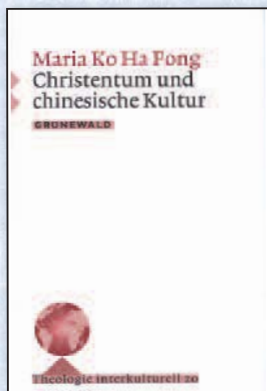 Maria Ko Ha Fong
Christentum und
chinesische Kultur
GRÜNEWALD
Theologie interkulturell 20